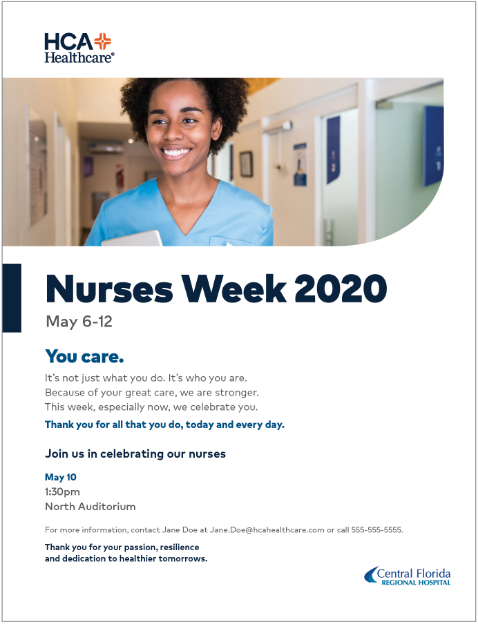 HCA
Healthcare®
Nurses Week 2020
May 6-12
You care.
It's not just what you do. It's who you are.
Because of your great care, we are stronger.
This week, especially now, we celebrate you.
Thank you for all that you do, today and every day.
Join us in celebrating our nurses
May 10
1:30pm
North Auditorium
For more information, contact Jane Doe at Jane.Doe@hcahealthcare.com or call 555-555-5555.
Thank you for your passion, resilience
and dedication to healthier tomorrows.
Central Florida
REGIONAL HOSPITAL